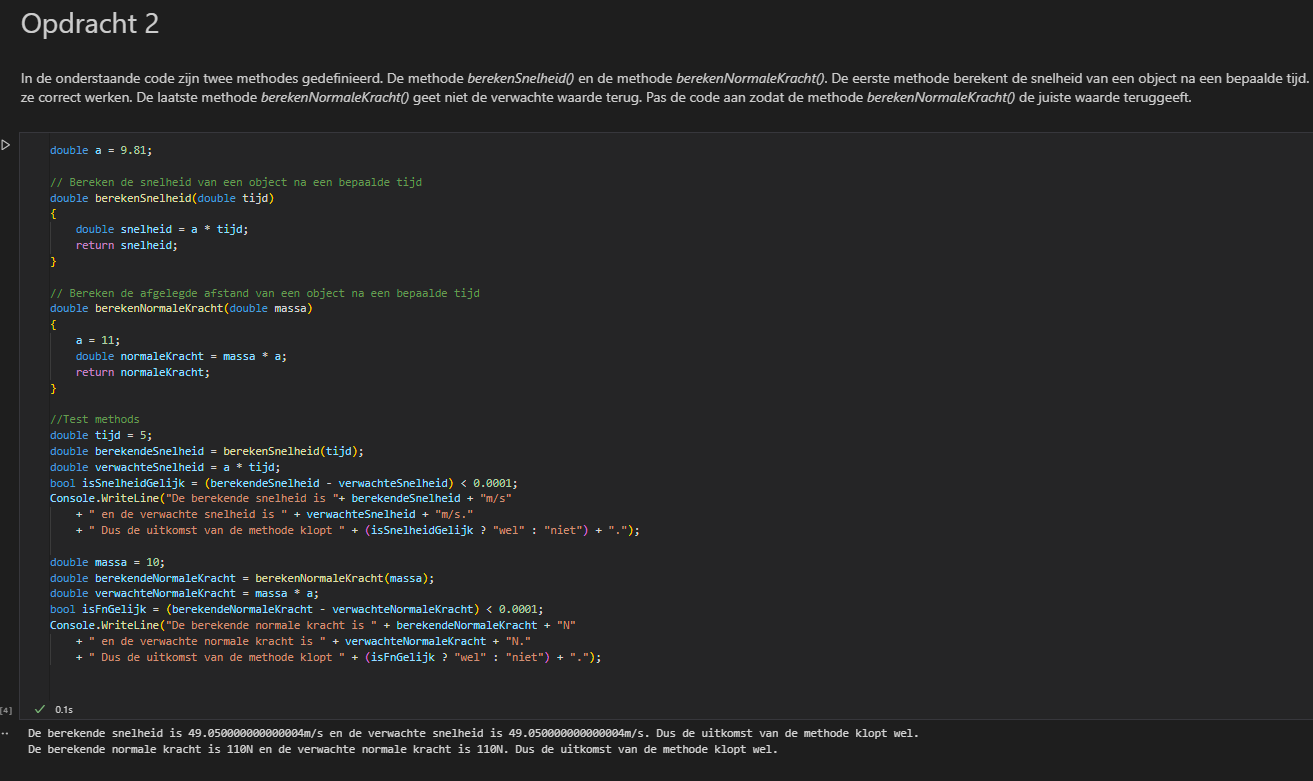 Opdracht 2
In de onderstaande code zijn twee methodes gedefinieerd. De methode berekenSnelheid() en de methode berekenNormaleKracht(). De eerste methode berekent de snelheid van een object na een bepaalde tijd.
ze correct werken. De laatste methode berekenNormaleKracht() geet niet de verwachte waarde terug. Pas de code aan zodat de methode berekenNormaleKracht() de juiste waarde teruggeeft.
double a = 9.81;
// Bereken de snelheid van een object na een bepaalde tijd
double berekenSnelheid(double tijd)
{
double snelheid = a * tijd;
return snelheid;
}
// Bereken de afgelegde afstand van een object na een bepaalde tijd
double berekenNormaleKracht(double massa)
{
a = 11;
double normaleKracht = massa * a;
return normaleKracht;
}
//Test methods
double tijd = 5;
double berekendeSnelheid = berekenSnelheid(tijd);
double verwachteSnelheid = a * tijd;
bool isSnelheidGelijk = (berekendeSnelheid - verwachteSnelheid) < 0.0001;
Console.WriteLine("De berekende snelheid is "+ berekendeSnelheid + "m/s"
+ " en de verwachte snelheid is " + verwachteSnelheid + "m/s."
+ " Dus de uitkomst van de methode klopt " + (isSnelheidGelijk ? "wel" : "niet") + ".");
double massa = 10;
double berekendeNormaleKracht = berekenNormaleKracht(massa);
double verwachteNormaleKracht = massa * a;
bool isFnGelijk = (berekendeNormaleKracht - verwachteNormaleKracht) < 0.0001;
Console.WriteLine("De berekende normale kracht is " + berekendeNormaleKracht + "N"
+ " en de verwachte normale kracht is " + verwachteNormaleKracht + "N."
+ " Dus de uitkomst van de methode klopt " + (isFnGelijk ? "wel" : "niet") + ".");
[4]
0.1s
De berekende snelheid is 49.050000000000004m/s en de verwachte snelheid is 49.050000000000004m/s. Dus de uitkomst van de methode klopt wel.
De berekende normale kracht is 110N en de verwachte normale kracht is 110N. Dus de uitkomst van de methode klopt wel.